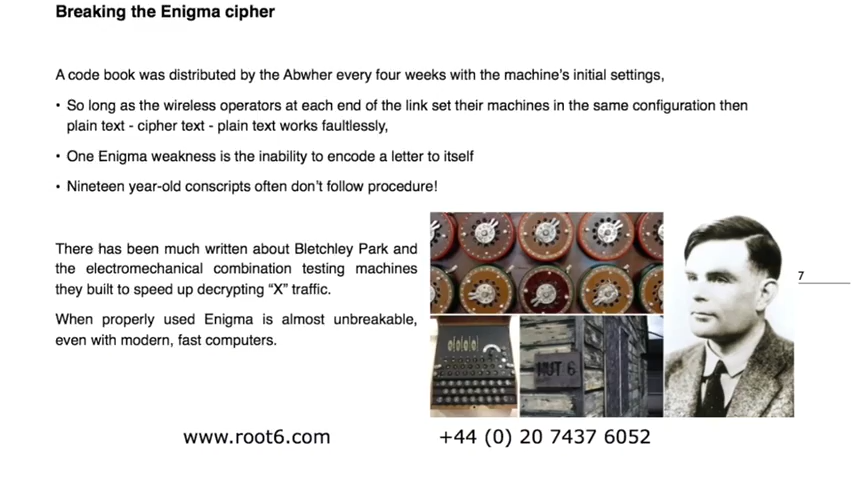 Breaking the Enigma cipher
A code book was distributed by the Abwher every four weeks with the machine's initial settings,
• So long as the wireless operators at each end of the link set their machines in the same configuration then
plain text - cipher text - plain text works faultlessly,
• One Enigma weakness is the inability to encode a letter to itself
• Nineteen year-old conscripts often don't follow procedure!
There has been much written about Bletchley Park and
the electromechanical combination testing machines
they built to speed up decrypting “X” traffic.
When properly used Enigma is almost unbreakable,
even with modern, fast computers.
HUT 6
7
www.root6.com
+44 (0) 20 7437 6052